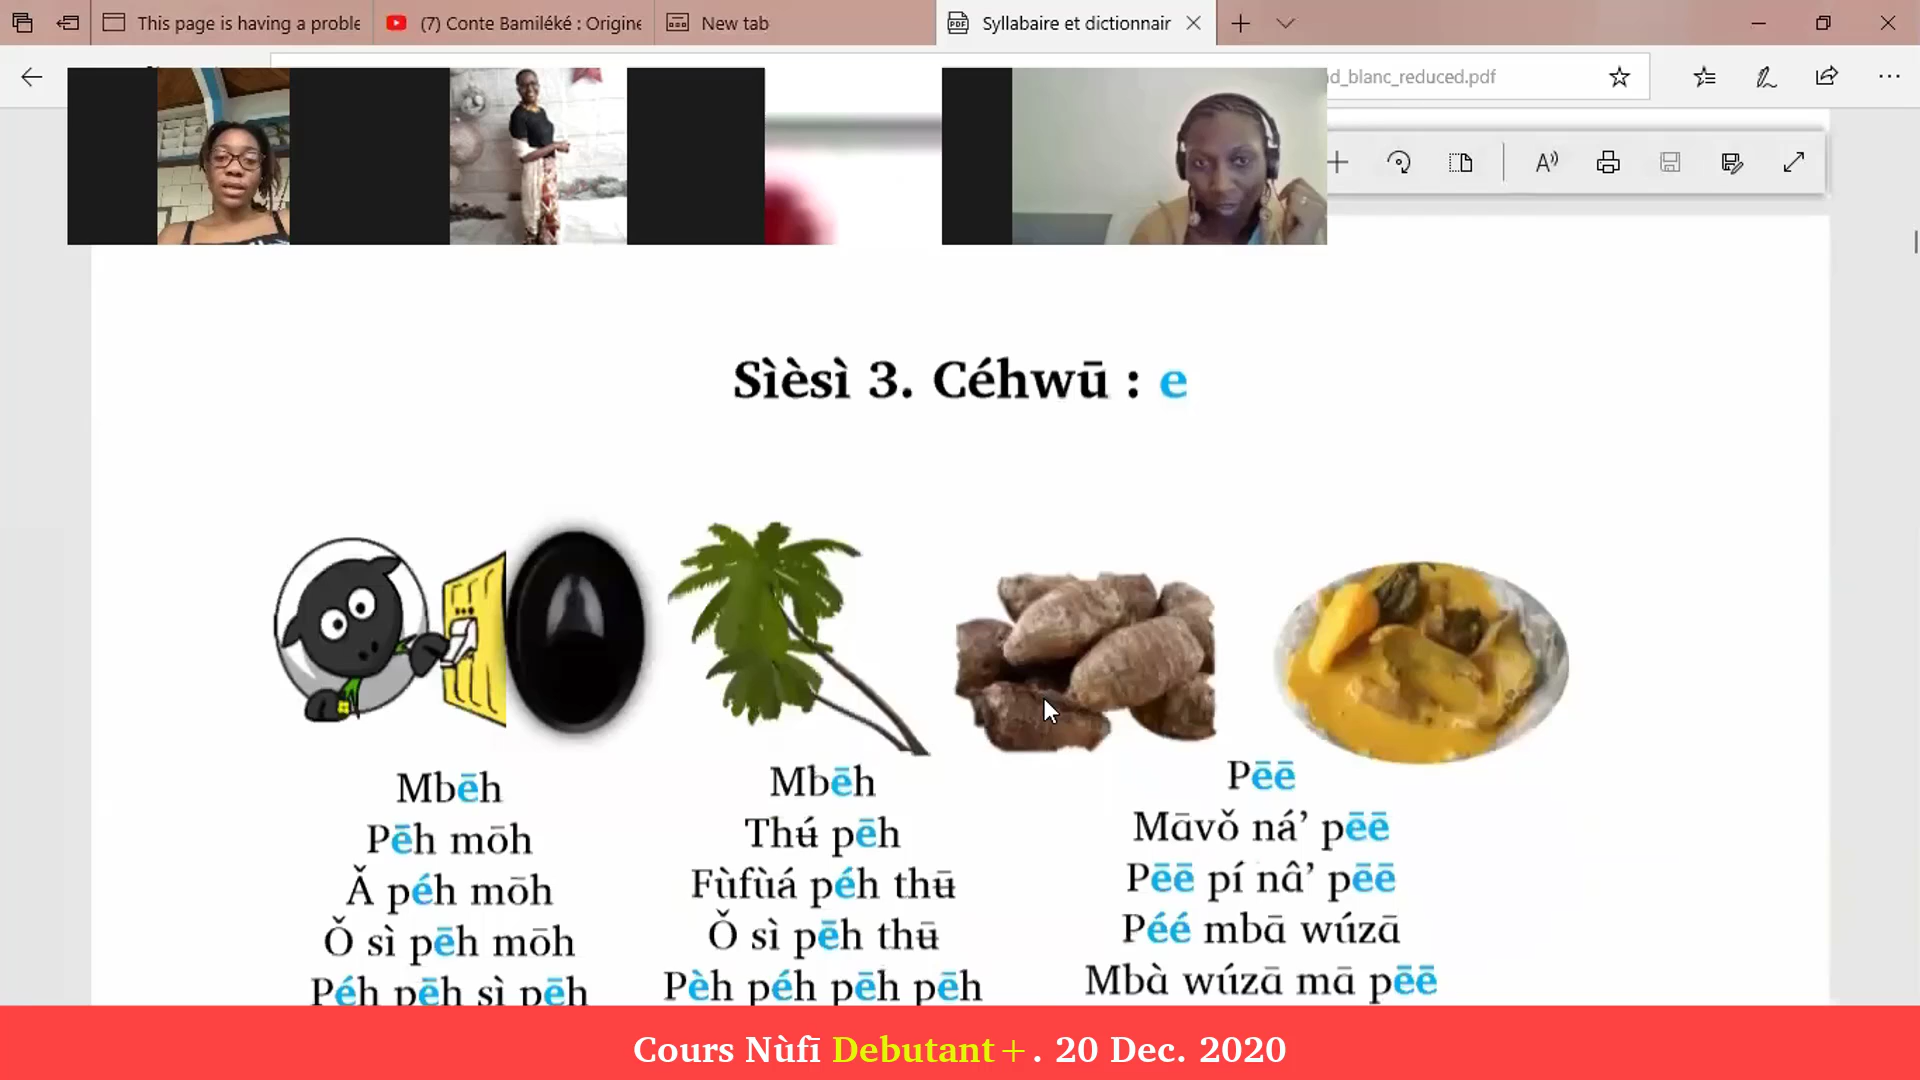 This page is having a proble
(7) Conte Bamiléké : Origine
New tab
Syllabaire et dictionnair
d_blanc_reduced.pdf
Sìèsì 3. Céhwū : e
Mbēh
Pēh mōh
Ǎ péh mōh
Ǒ sì pēh mōh
Péh pēh sì pēh
Mbēh
Thʉ́ pēh
Fùfùá péh thʉ̄
Ǒ sì pēh thʉ̄
Pèh péh pēh pēh
Pēē
Māvǒ ná’ pēē
Pēē pí nâ’ pēē
Péé mbā wúzā
Mbà wúzā mā pēē
Cours Nùfī Debutant+. 20 Dec. 2020